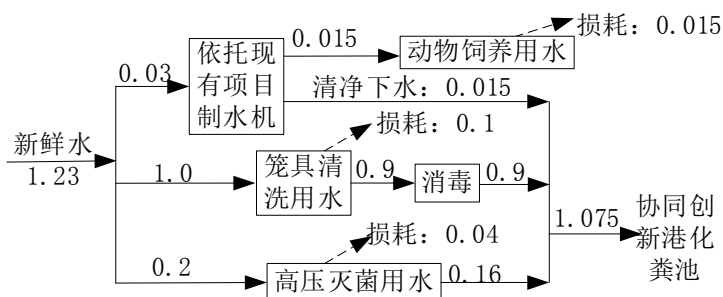 损耗：0.015
0.015
动物饲养用水
依托现
有项目
制水机
0.03
清净下水：0.015
损耗：0.1
新鲜水
1.23
1.0
笼具清
洗用水
0.9
消毒
0.9
1.075
协同创
新港化
粪池
损耗：0.04
0.2
高压灭菌用水
0.16